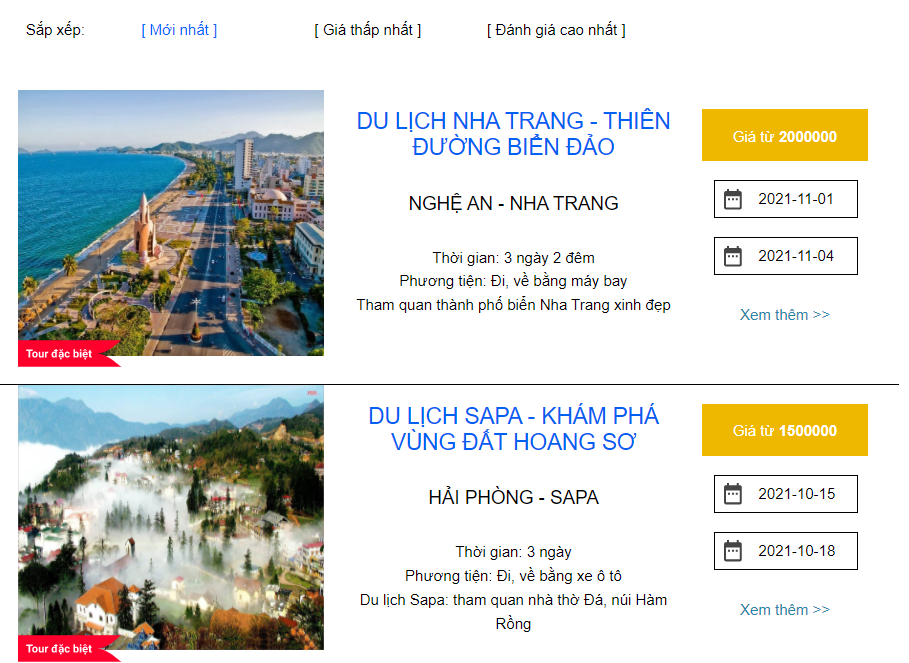 Sắp xếp: [ Mới nhất ] [ Giá thấp nhất ] [ Đánh giá cao nhất ]
DU LỊCH NHA TRANG - THIÊN
ĐƯỜNG BIỂN ĐẢO
NGHỆ AN - NHA TRANG
Thời gian: 3 ngày 2 đêm
Phương tiện: Đi, về bằng máy bay
Tham quan thành phố biển Nha Trang xinh đẹp
Giá từ 2000000
2021-11-01
2021-11-04
Xem thêm >>
Tour đặc biệt
DU LỊCH SAPA - KHÁM PHÁ
VÙNG ĐẤT HOANG SƠ
HẢI PHÒNG - SAPA
Thời gian: 3 ngày
Phương tiện: Đi, về bằng xe ô tô
Du lịch Sapa: tham quan nhà thờ Đá, núi Hàm
Rồng
Giá từ 1500000
2021-10-15
2021-10-18
Xem thêm >>
Tour đặc biệt